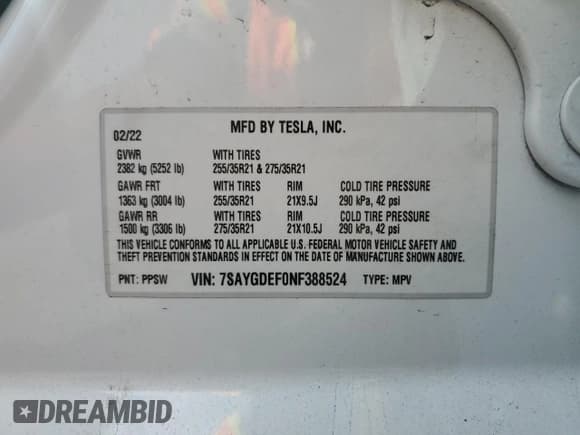 02/22 MFD BY TESLA, INC.
GVWR WITH TIRES
2382 kg (5252 lb) 255/35R21 & 275/35R21
GAWR FRT WITH TIRES RIM COLD TIRE PRESSURE
1363 kg (3004 lb) 255/35R21 21X9.5J 290 kPa, 42 psi
GAWR RR WITH TIRES RIM COLD TIRE PRESSURE
1500 kg (3306 lb) 275/35R21 21X10.5J 290 kPa, 42 psi
THIS VEHICLE CONFORMS TO ALL APPLICABLE U.S. FEDERAL MOTOR VEHICLE SAFETY AND
THEFT PREVENTION STANDARDS IN EFFECT ON THE DATE OF MANUFACTURE SHOWN ABOVE.
PNT: PPSW VIN: 7SAYGDEF0NF388524 TYPE: MPV
DREAMBID